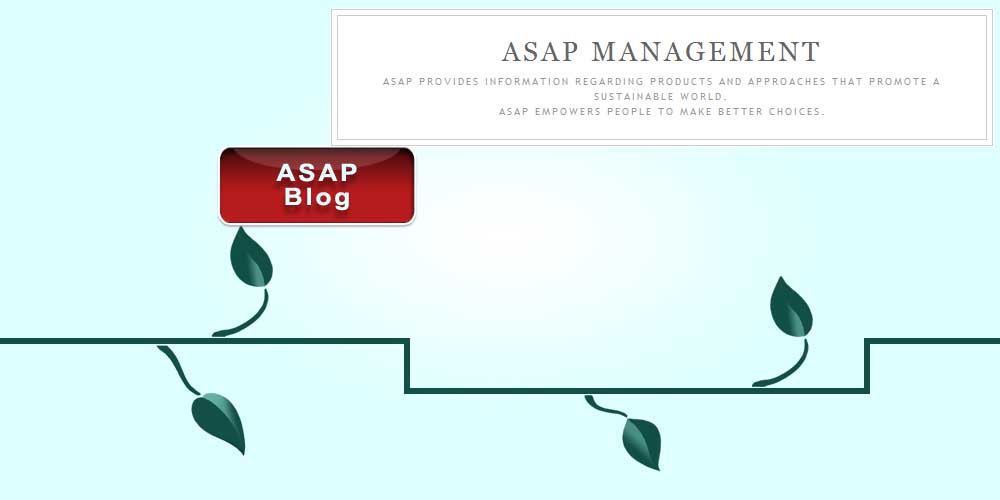 ASAP MANAGEMENT
ASAP PROVIDES INFORMATION REGARDING PRODUCTS AND APPROACHES THAT PROMOTE A
SUSTAINABLE WORLD.
ASAP EMPOWERS PEOPLE TO MAKE BETTER CHOICES.
ASAP
Blog